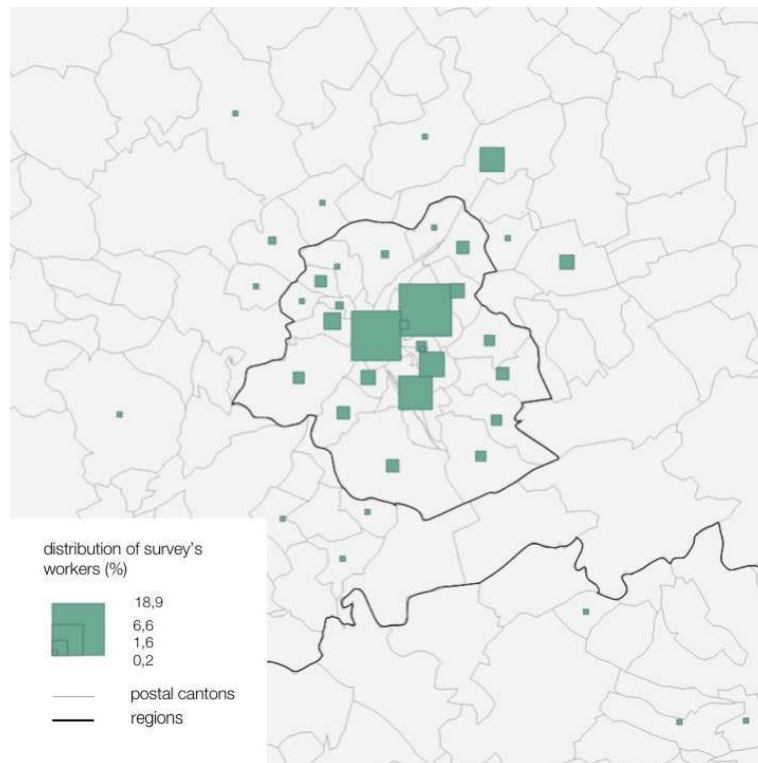 distribution of survey's
workers (%)
18,9
6,6
1,6
0,2
postal cantons
regions